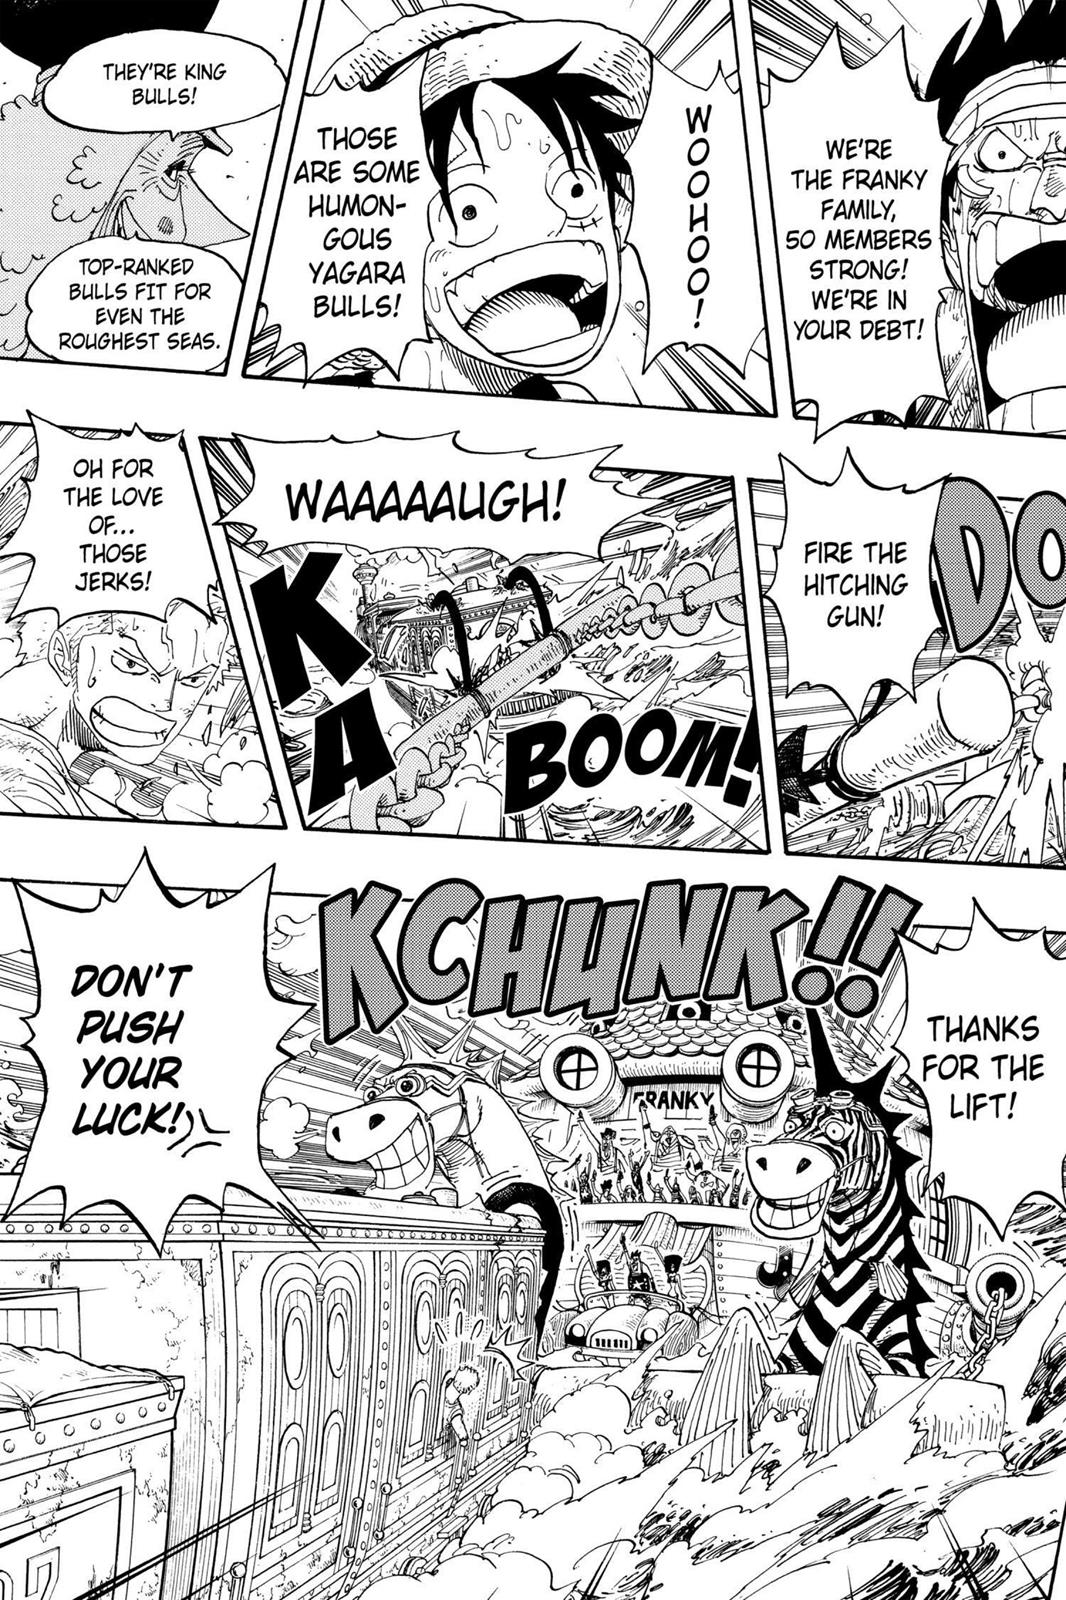 WE'RE
THE FRANKY
FAMILY,
50 MEMBERS
STRONG!
WE'RE IN
YOUR DEBT!
WOOHOO!
THOSE
ARE SOME
HUMON-
GOUS
YAGARA
BULLS!
THEY'RE KING
BULLS!
TOP-RANKED
BULLS FIT FOR
EVEN THE
ROUGHEST SEAS.
DO
FIRE THE
HITCHING
GUN!
WAAAAAUGH!
KA
BOOM!
OH FOR
THE LOVE
OF...
THOSE
JERKS!
THANKS
FOR THE
LIFT!
KCHUNK!!
FRANKY
DON'T
PUSH
YOUR
LUCK!